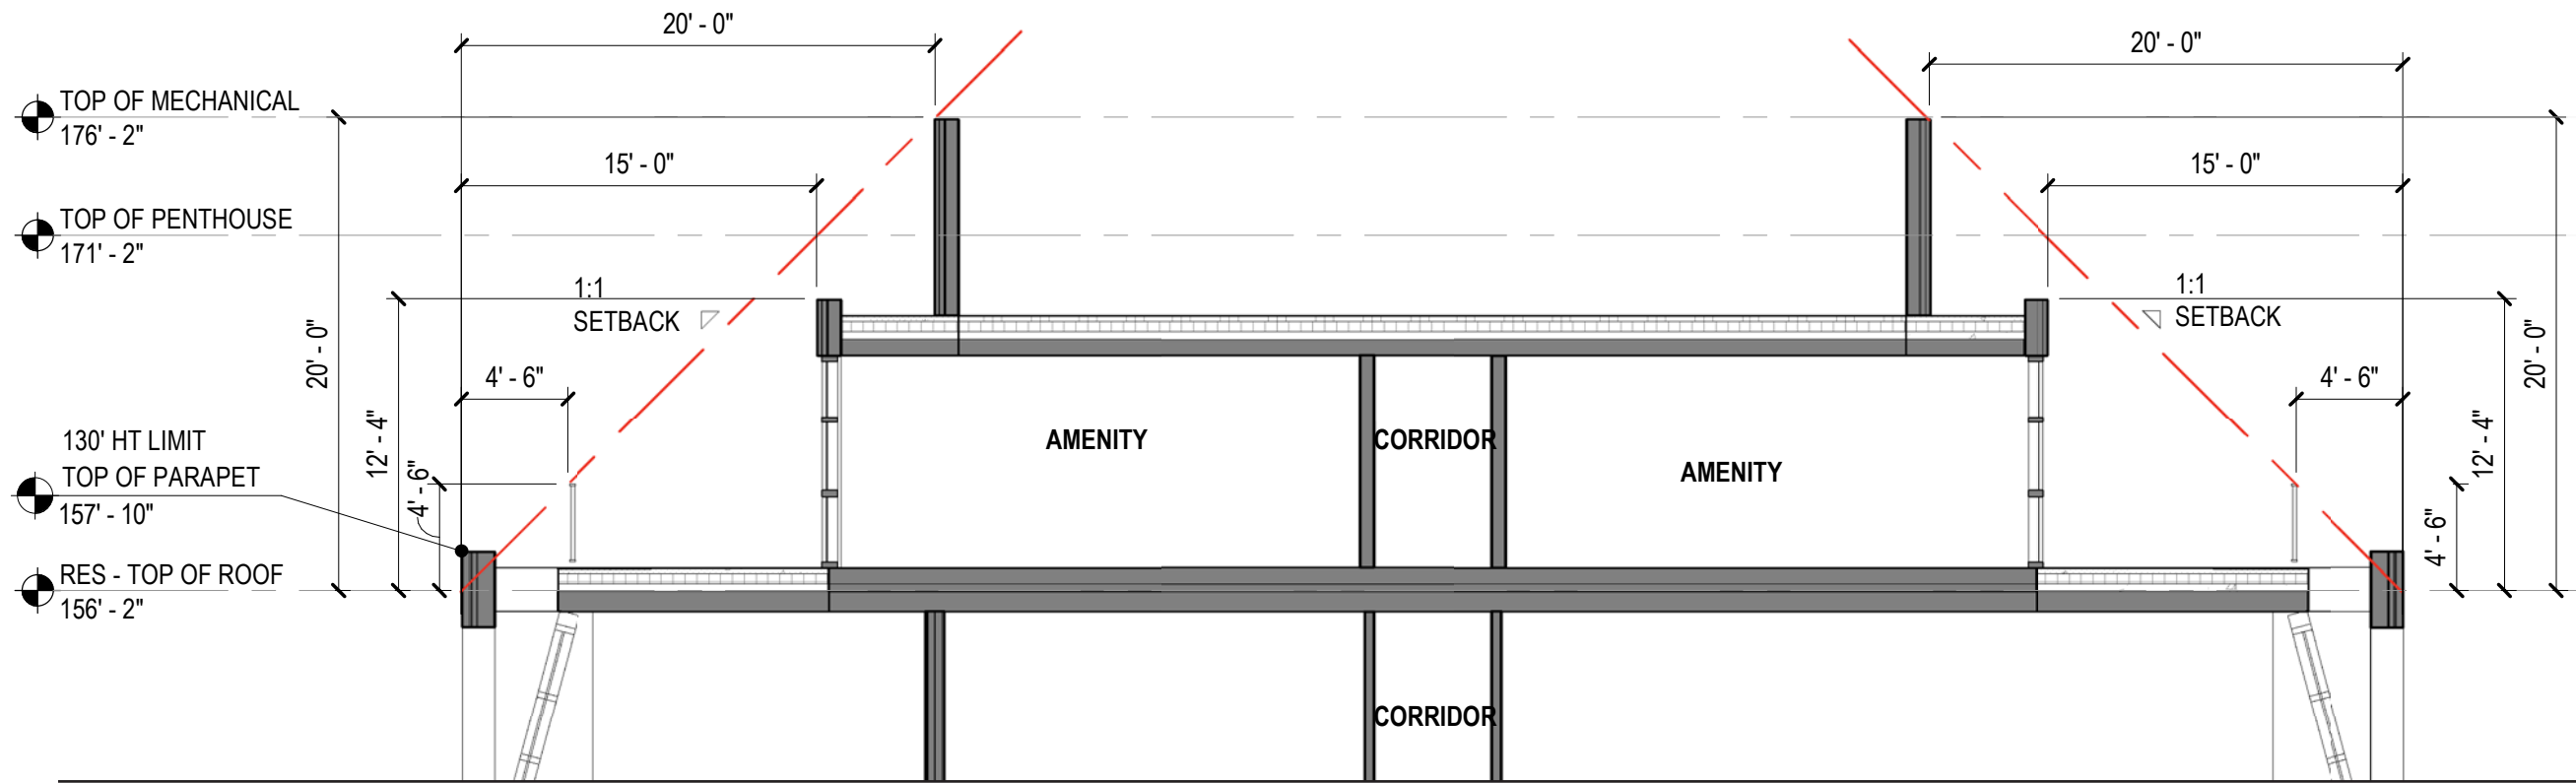 20' - 0"
20' - 0"
TOP OF MECHANICAL
176' - 2"
15' - 0"
15' - 0"
TOP OF PENTHOUSE
171' - 2"
1:1
SETBACK
1:1
SETBACK
20' - 0"
20' - 0"
4' - 6"
4' - 6"
12' - 4"
12' - 4"
130' HT LIMIT
TOP OF PARAPET
157' - 10"
4' - 6"
4' - 6"
AMENITY
CORRIDOR
AMENITY
RES - TOP OF ROOF
156' - 2"
CORRIDOR